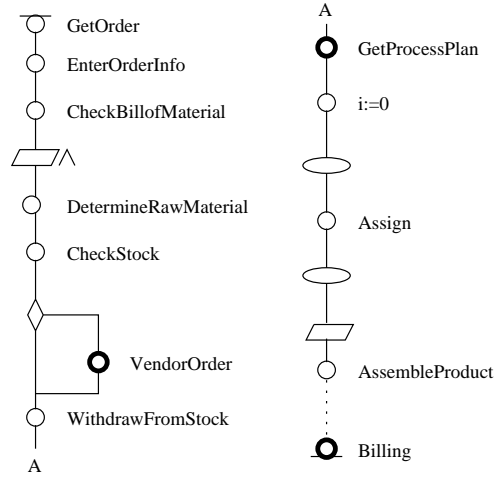 GetOrder
EnterOrderInfo
CheckBillofMaterial
DetermineRawMaterial
CheckStock
VendorOrder
WithdrawFromStock
A
A
GetProcessPlan
i:=0
Assign
AssembleProduct
Billing